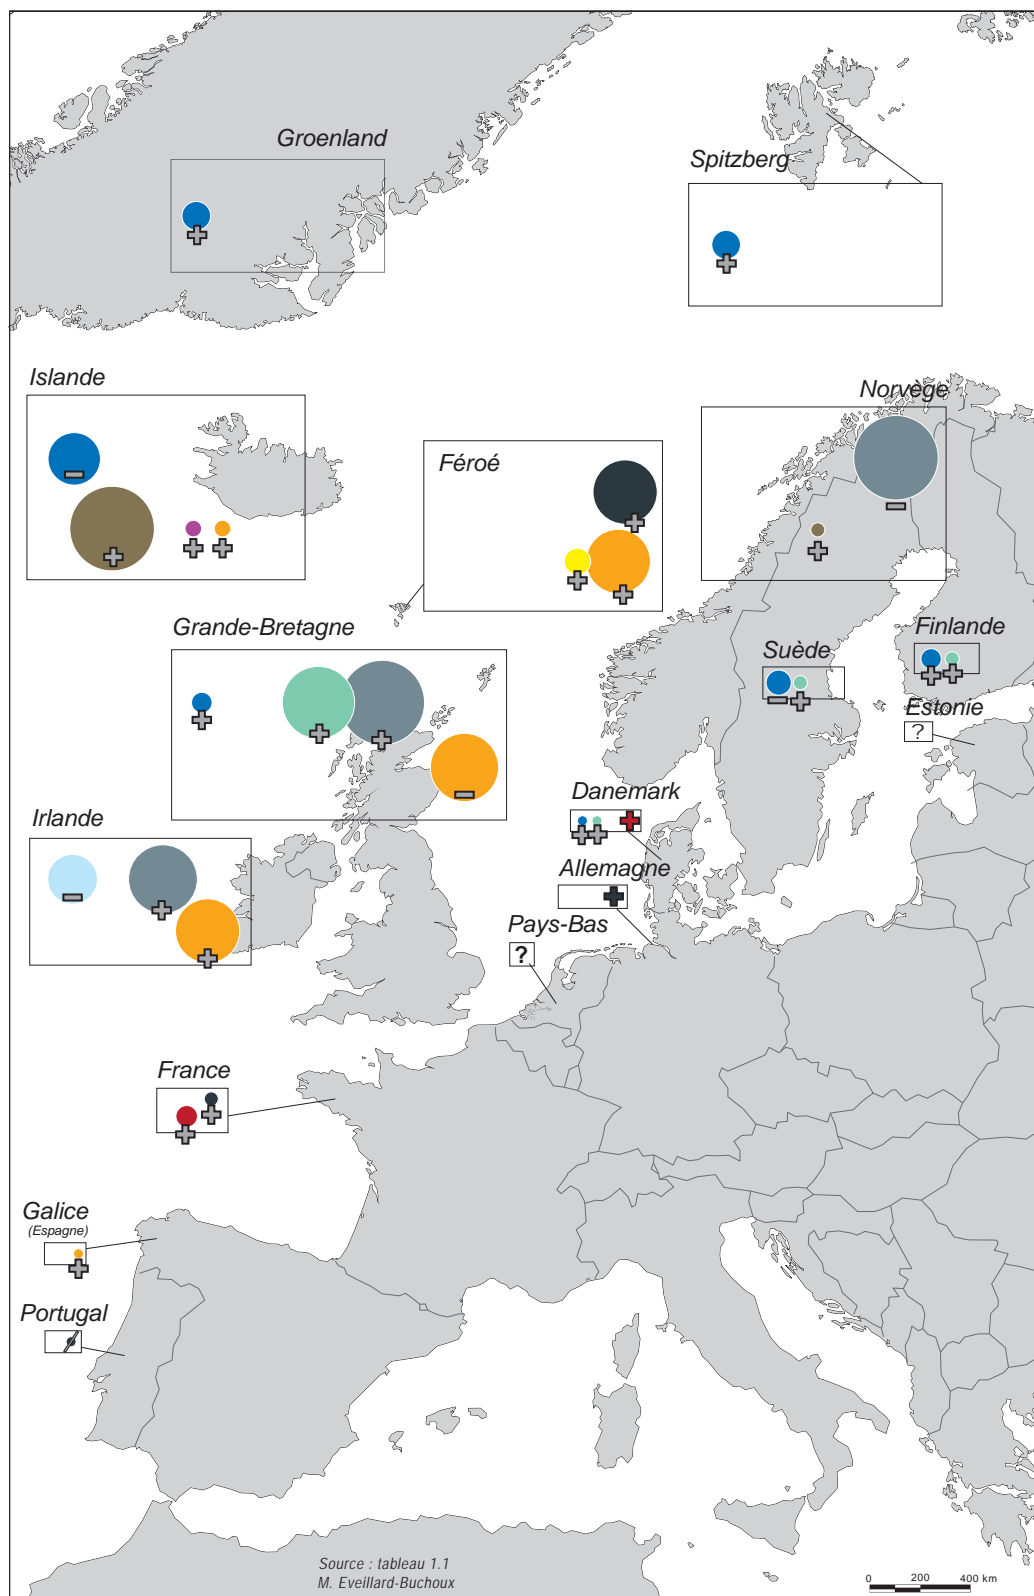 Groenland
Spitzberg
Islande
Norvège
Féroé
Grande-Bretagne
Finlande
Suède
Estonie
?
Danemark
Irlande
Allemagne
Pays-Bas
?
France
Galice
(Espagne)
Portugal
Source : tableau 1.1
M. Eveillard-Buchoux
0 200 400 km